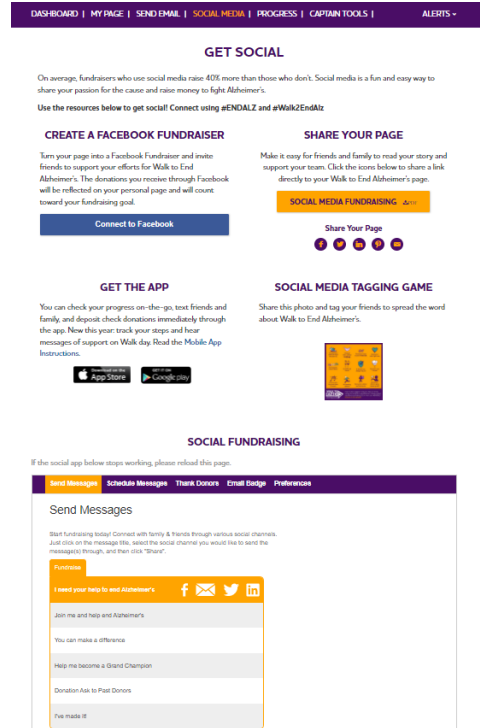 DASHBOARD | MY PAGE | SEND EMAIL | SOCIAL MEDIA | PROGRESS | CAPTAIN TOOLS | ALERTS
GET SOCIAL
On average, fundraisers who use social media raise 40% more than those who don't. Social media is a fun and easy way to
share your passion for the cause and raise money to fight Alzheimer's.
Use the resources below to get social! Connect using #ENDALZ and #Walk2EndAlz
CREATE A FACEBOOK FUNDRAISER
Turn your page into a Facebook Fundraiser and invite
friends to support your efforts for Walk to End
Alzheimer's. The donations you receive through Facebook
will be reflected on your personal page and will count
toward your fundraising goal.
Connect to Facebook
SHARE YOUR PAGE
Make it easy for friends and family to read your story and
support your team. Click the icons below to share a link
directly to your Walk to End Alzheimer's page.
SOCIAL MEDIA FUNDRAISING
Share Your Page
GET THE APP
You can check your progress on-the-go, text friends and
family, and deposit check donations immediately through
the app. New this year: track your steps and hear
messages of support on Walk day. Read the Mobile App
Instructions.
Download on the
App Store
GET IT ON
Google play
SOCIAL MEDIA TAGGING GAME
Share this photo and tag your friends to spread the word
about Walk to End Alzheimer's.
SOCIAL FUNDRAISING
If the social app below stops working, please reload this page.
Send Messages Schedule Messages Thank Donors Email Badge Preferences
Send Messages
Start fundraising today! Connect with family & friends through various social channels.
Just click on the message title, select the social channel you would like to send the
message(s) through, and then click "Share".
Fundraise
I need your help to end Alzheimer's
Join me and help end Alzheimer's
You can make a difference
Help me become a Grand Champion
Donation Ask to Past Donors
I've made it!